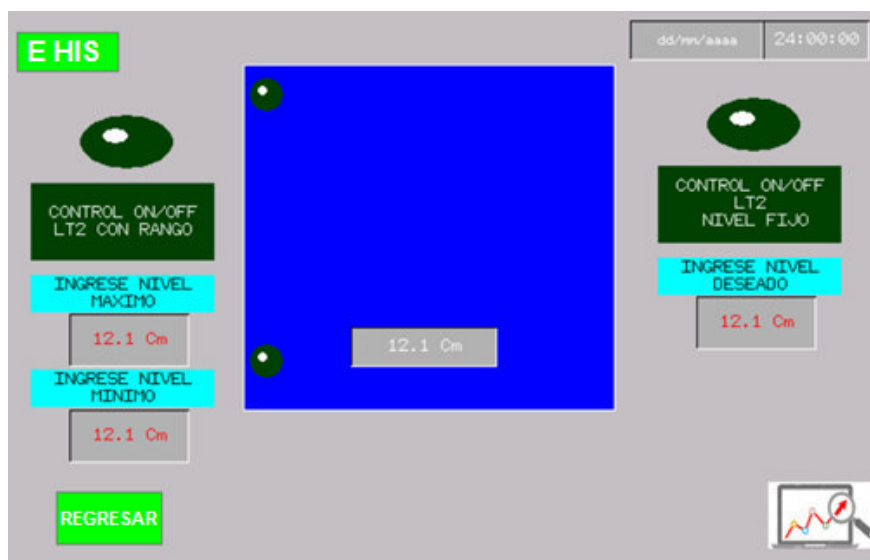 E HIS
dd/mm/aaaa
24:00:00
CONTROL ON/OFF
LT2 CON RANGO
INGRESE NIVEL
MAXIMO
12.1 Cm
INGRESE NIVEL
MINIMO
12.1 Cm
REGRESAR
12.1 Cm
CONTROL ON/OFF
LT2
NIVEL FIJO
INGRESE NIVEL
DESEADO
12.1 Cm